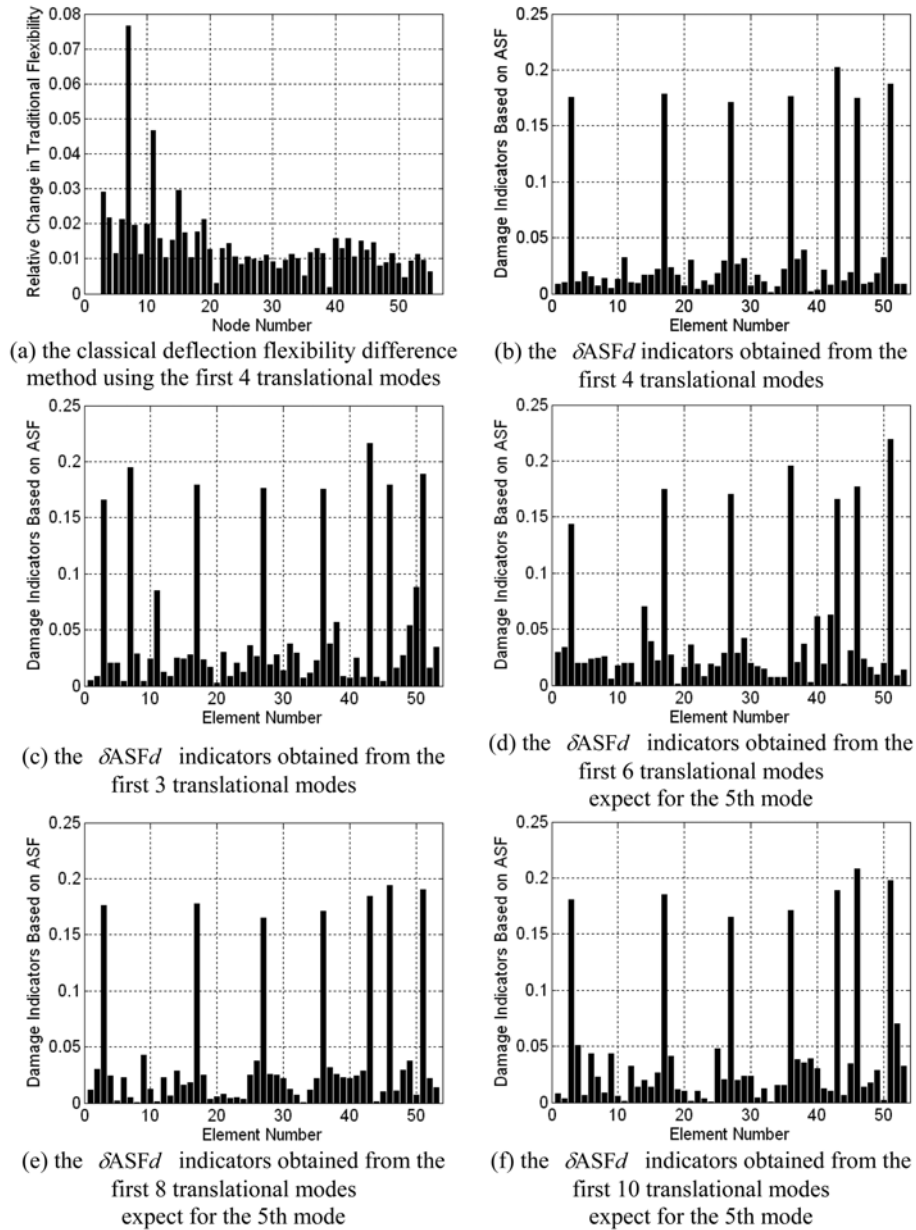 0.08
0.07
0.06
0.05
0.04
0.03
0.02
0.01
0
0 10 20 30 40 50
Relative Change in Traditional Flexibility
Node Number
(a) the classical deflection flexibility difference
method using the first 4 translational modes
0.25
0.2
0.15
0.1
0.05
0
0 10 20 30 40 50
Damage Indicators Based on ASF
Element Number
(b) the δASFd indicators obtained from the
first 4 translational modes
0.25
0.2
0.15
0.1
0.05
0
0 10 20 30 40 50
Damage Indicators Based on ASF
Element Number
(c) the δASFd indicators obtained from the
first 3 translational modes
0.25
0.2
0.15
0.1
0.05
0
0 10 20 30 40 50
Damage Indicators Based on ASF
Element Number
(d) the δASFd indicators obtained from the
first 6 translational modes
expect for the 5th mode
0.25
0.2
0.15
0.1
0.05
0
0 10 20 30 40 50
Damage Indicators Based on ASF
Element Number
(e) the δASFd indicators obtained from the
first 8 translational modes
expect for the 5th mode
0.25
0.2
0.15
0.1
0.05
0
0 10 20 30 40 50
Damage Indicators Based on ASF
Element Number
(f) the δASFd indicators obtained from the
first 10 translational modes
expect for the 5th mode